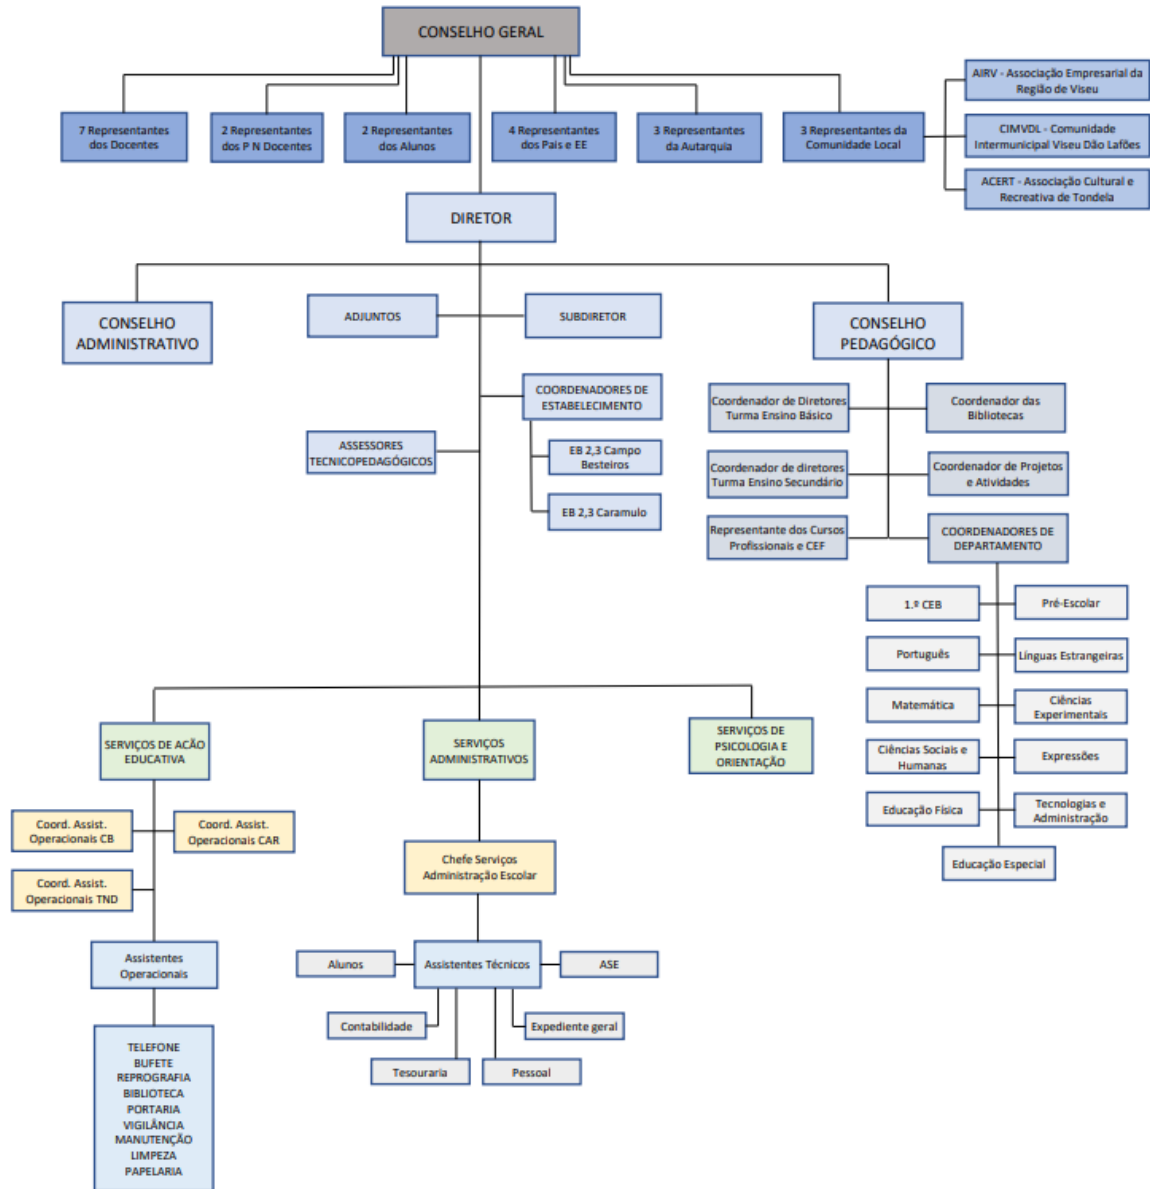 CONSELHO GERAL
7 Representantes
dos Docentes
2 Representantes
dos P N Docentes
2 Representantes
dos Alunos
4 Representantes
dos Pais e EE
3 Representantes
da Autarquia
3 Representantes da
Comunidade Local
AIRV - Associação Empresarial da
Região de Viseu
CIMVDL - Comunidade
Intermunicipal Viseu Dão Lafões
ACERT - Associação Cultural e
Recreativa de Tondela
DIRETOR
CONSELHO
ADMINISTRATIVO
ADJUNTOS
SUBDIRETOR
CONSELHO
PEDAGÓGICO
COORDENADORES DE
ESTABELECIMENTO
ASSESSORES
TECNICOPEDAGÓGICOS
EB 2,3 Campo
Besteiros
EB 2,3 Caramulo
Coordenador de Diretores
Turma Ensino Básico
Coordenador das
Bibliotecas
Coordenador de diretores
Turma Ensino Secundário
Coordenador de Projetos
e Atividades
Representante dos Cursos
Profissionais e CEF
COORDENADORES DE
DEPARTAMENTO
1.º CEB
Pré-Escolar
Português
Línguas Estrangeiras
Matemática
Ciências
Experimentais
Ciências Sociais e
Humanas
Expressões
Educação Física
Tecnologias e
Administração
Educação Especial
SERVIÇOS DE ACÃO
EDUCATIVA
SERVIÇOS
ADMINISTRATIVOS
SERVIÇOS DE
PSICOLOGIA E
ORIENTAÇÃO
Coord. Assist.
Operacionais CB
Coord. Assist.
Operacionais CAR
Coord. Assist.
Operacionais TND
Chefe Serviços
Administração Escolar
Assistentes
Operacionais
Alunos
Assistentes Técnicos
ASE
Contabilidade
Expediente geral
Tesouraria
Pessoal
TELEFONE
BUFETE
REPROGRAFIA
BIBLIOTECA
PORTARIA
VIGILÂNCIA
MANUTENÇÃO
LIMPEZA
PAPELARIA